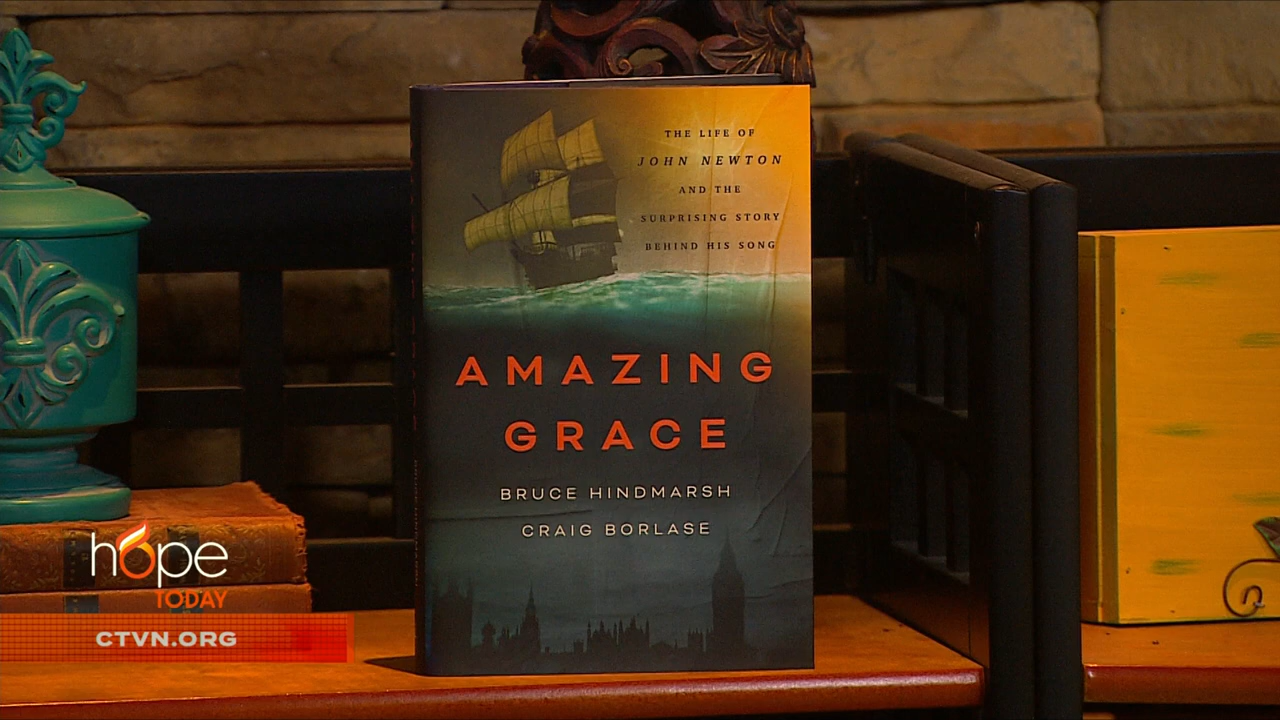 THE LIFE OF
JOHN NEWTON
AND THE
SURPRISING STORY
BEHIND HIS SONG
AMAZING
GRACE
BRUCE HINDMARSH
CRAIG BORLASE
hope
TODAY
CTVN.ORG